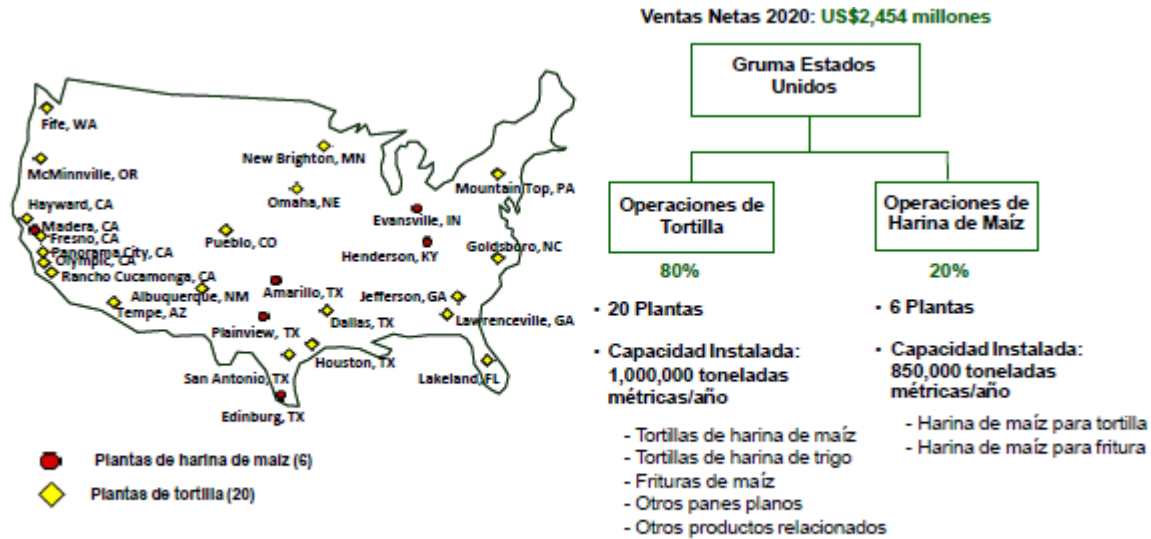 Ventas Netas 2020: US$2,454 millones
Gruma Estados
Unidos
Operaciones de
Tortilla
Operaciones de
Harina de Maíz
80%
20%
• 20 Plantas
• Capacidad Instalada:
1,000,000 toneladas
métricas/año
- Tortillas de harina de maíz
- Tortillas de harina de trigo
- Frituras de maíz
- Otros panes planos
- Otros productos relacionados
• 6 Plantas
• Capacidad Instalada:
850,000 toneladas
métricas/año
- Harina de maíz para tortilla
- Harina de maíz para fritura
Fife, WA
McMinnville, OR
New Brighton, MN
Omaha, NE
Mountain Top, PA
Hayward, CA
Madera, CA
Fresno, CA
Panorama City, CA
Olympic, CA
Rancho Cucamonga, CA
Pueblo, CO
Evansville, IN
Henderson, KY
Goldsboro, NC
Albuquerque, NM
Tempe, AZ
Amarillo, TX
Jefferson, GA
Lawrenceville, GA
Plainview, TX
Dallas, TX
Houston, TX
San Antonio, TX
Lakeland, FL
Edinburg, TX
Plantas de harina de maíz (6)
Plantas de tortilla (20)